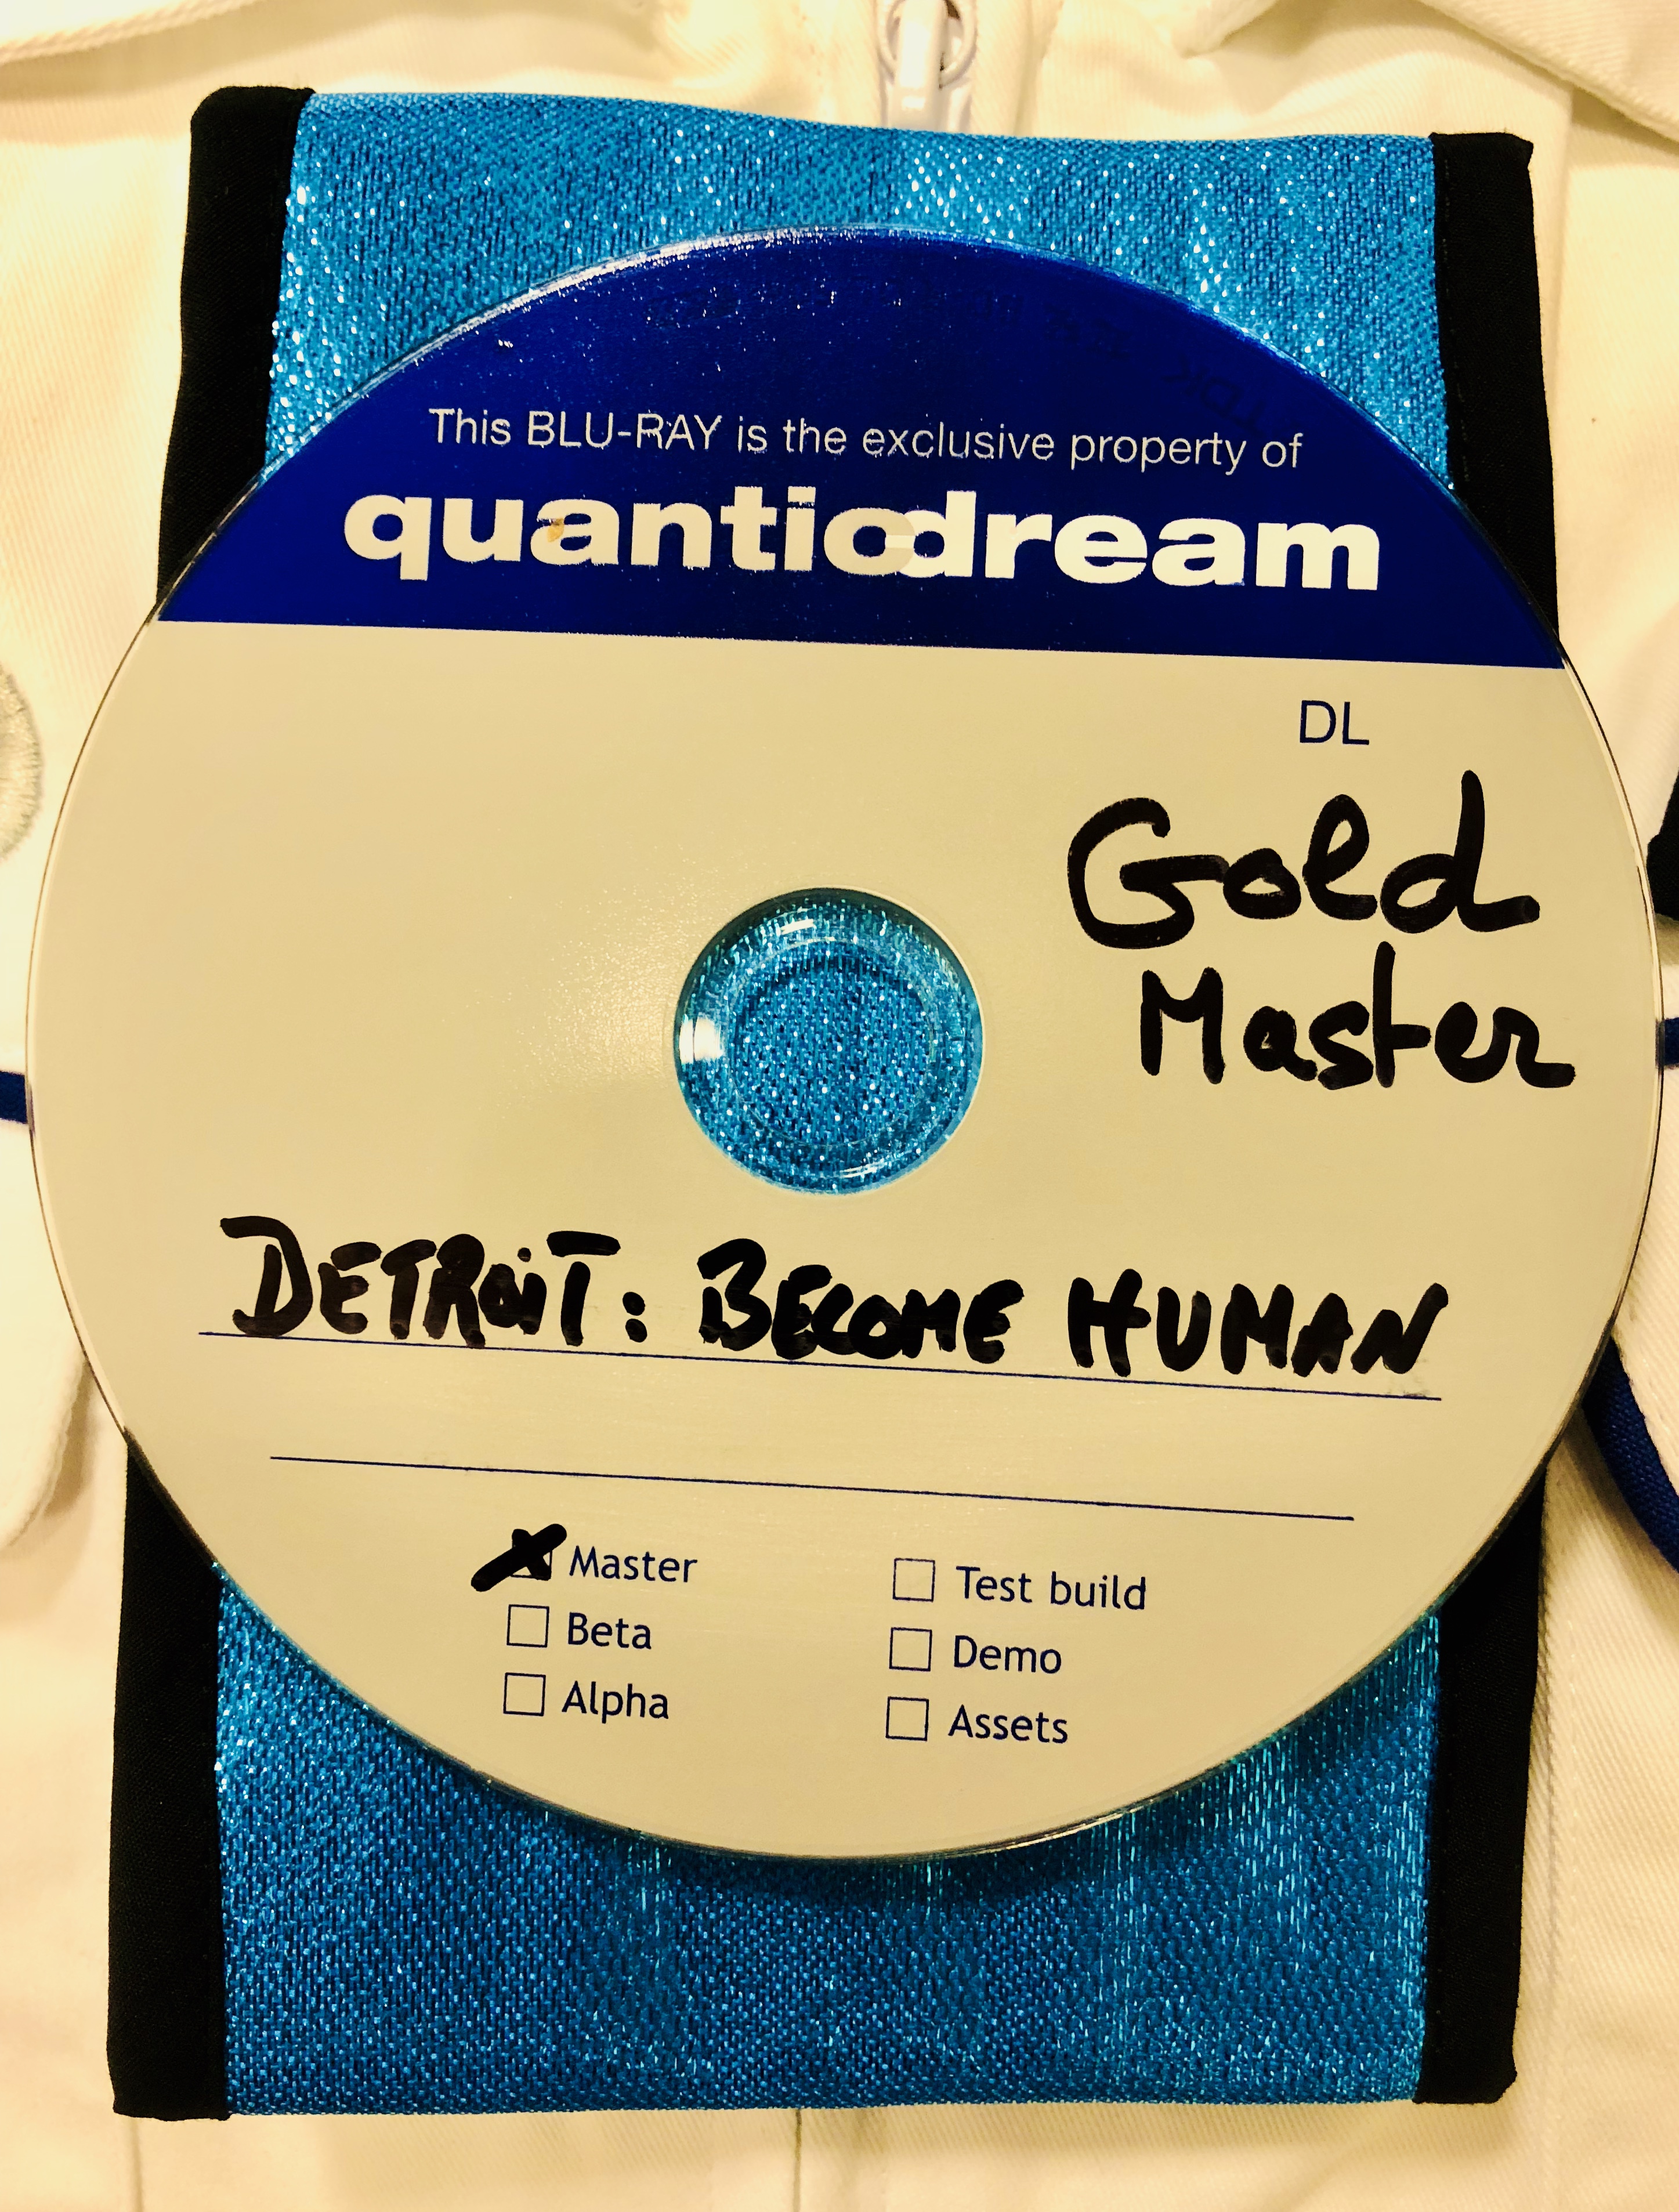 This BLU-RAY is the exclusive property of
quanticdream
DL
Gold
Master
DETROIT: BECOME HUMAN
Master
Test build
Beta
Demo
Alpha
Assets